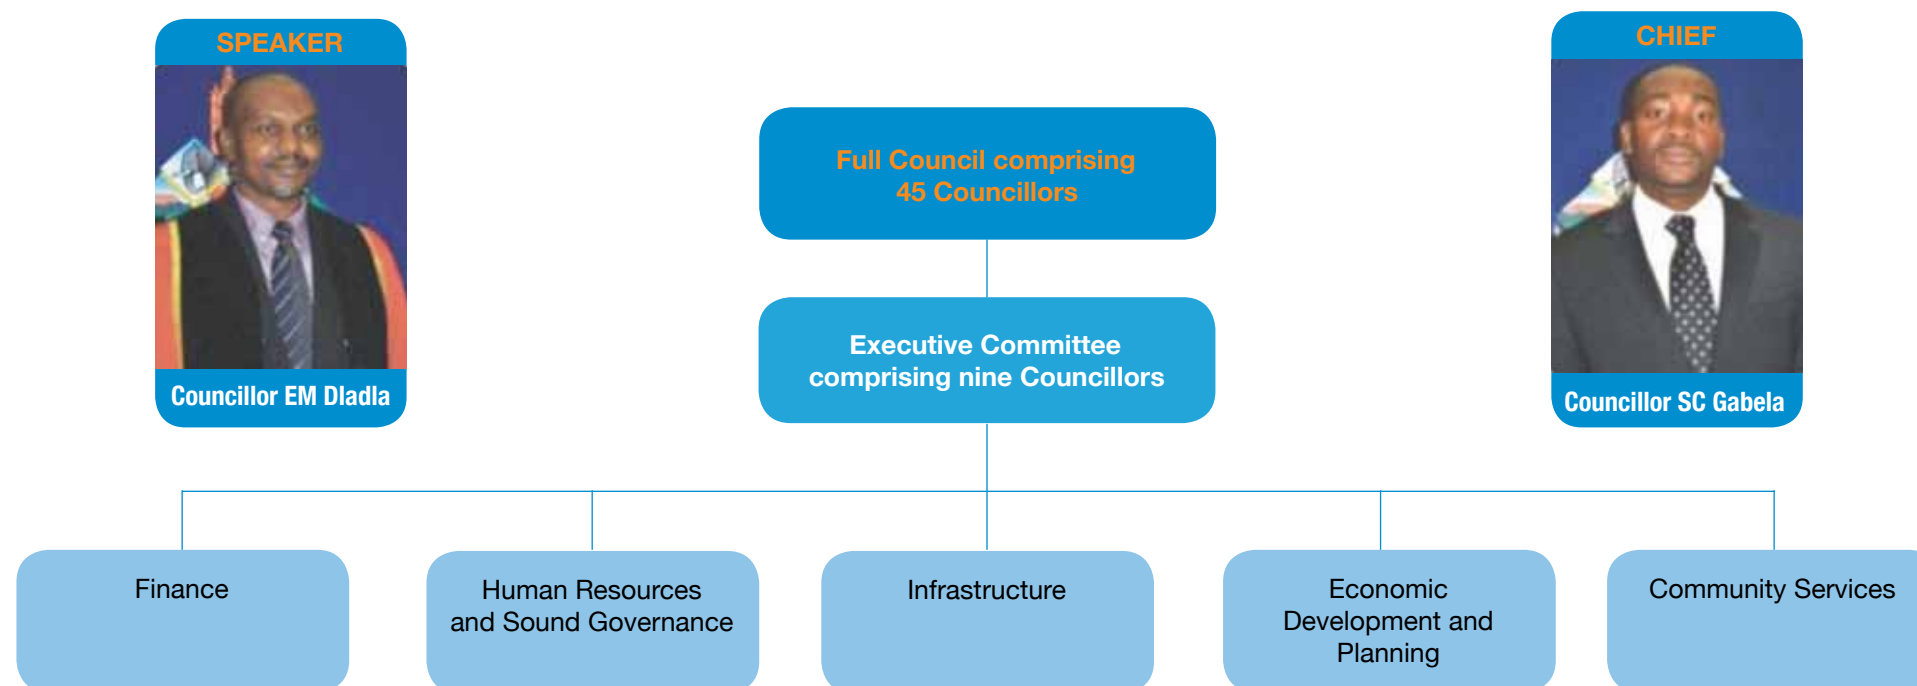 SPEAKER
Councillor EM Dladla
CHIEF
Councillor SC Gabela
Full Council comprising
45 Councillors
Executive Committee
comprising nine Councillors
Finance
Human Resources
and Sound Governance
Infrastructure
Economic
Development and
Planning
Community Services